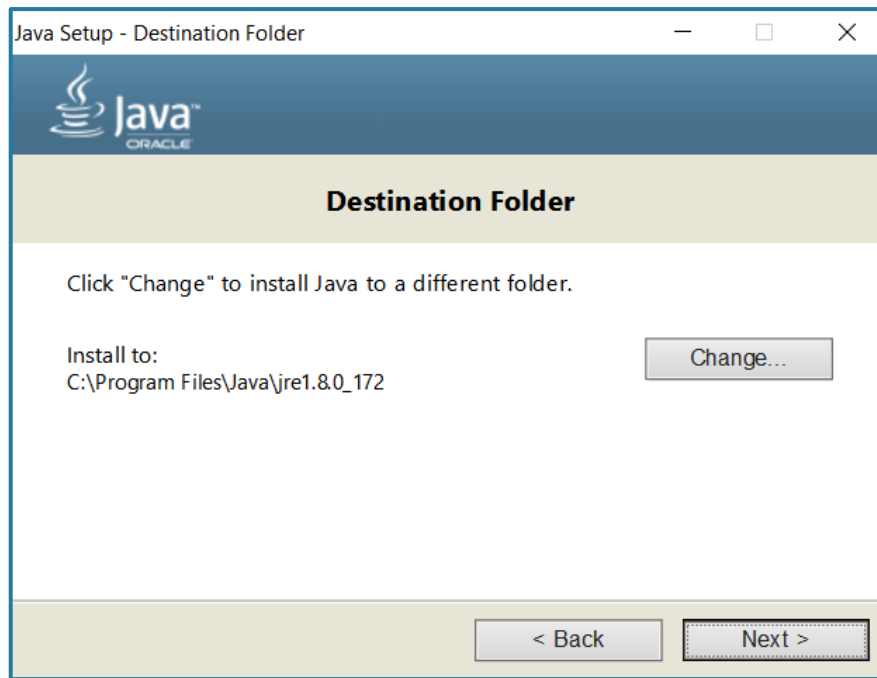 Java Setup - Destination Folder
Java™
ORACLE
Destination Folder
Click "Change" to install Java to a different folder.
Install to:
Change...
C:\Program Files\Java\jre1.8.0_172
< Back
Next >